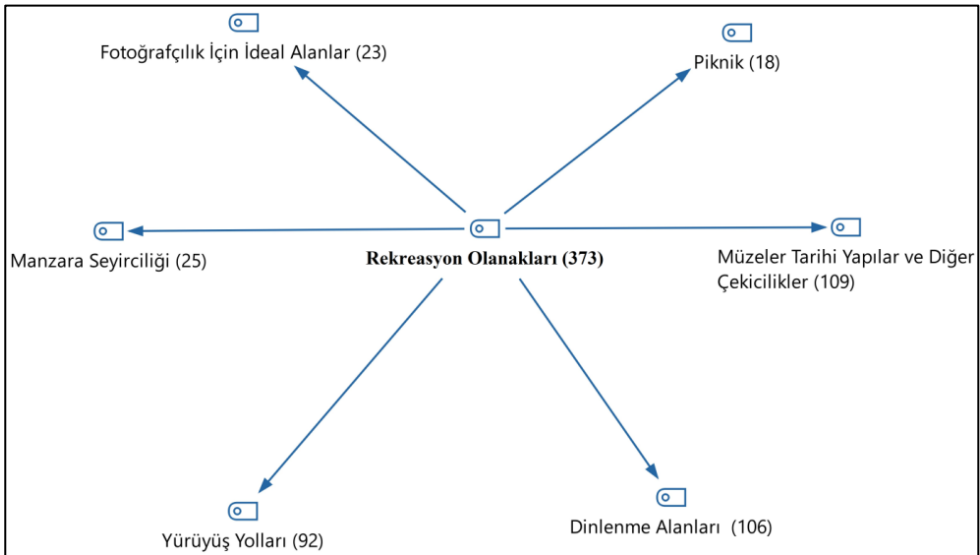 Fotoğrafçılık İçin İdeal Alanlar (23)
Piknik (18)
Manzara Seyirciliği (25)
Rekreasyon Olanakları (373)
Müzeler Tarihi Yapılar ve Diğer
Çekicilikler (109)
Yürüyüş Yolları (92)
Dinlenme Alanları (106)